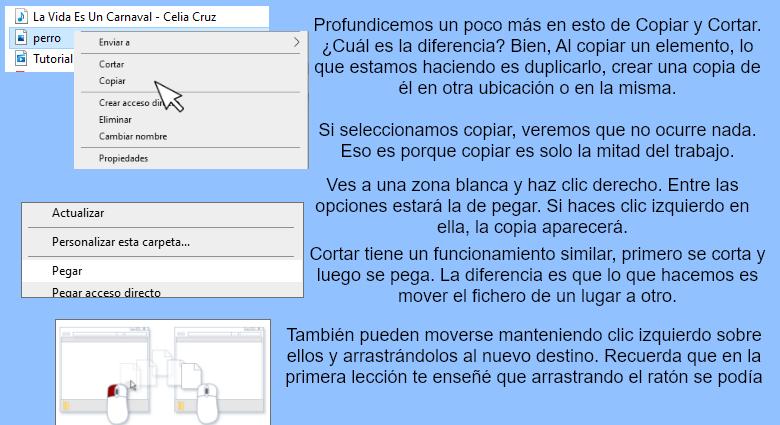 La Vida Es Un Carnaval - Celia Cruz
perro
Tutorial
Enviar a
Cortar
Copiar
Crear acceso dire
Eliminar
Cambiar nombre
Propiedades
Profundicemos un poco más en esto de Copiar y Cortar.
¿Cuál es la diferencia? Bien, Al copiar un elemento, lo
que estamos haciendo es duplicarlo, crear una copia de
él en otra ubicación o en la misma.
Si seleccionamos copiar, veremos que no ocurre nada.
Eso es porque copiar es solo la mitad del trabajo.
Ves a una zona blanca y haz clic derecho. Entre las
opciones estará la de pegar. Si haces clic izquierdo en
ella, la copia aparecerá.
Actualizar
Personalizar esta carpeta...
Pegar
Pegar acceso directo
Cortar tiene un funcionamiento similar, primero se corta y
luego se pega. La diferencia es que lo que hacemos es
mover el fichero de un lugar a otro.
También pueden moverse manteniendo clic izquierdo sobre
ellos y arrastrándolos al nuevo destino. Recuerda que en la
primera lección te enseñé que arrastrando el ratón se podía